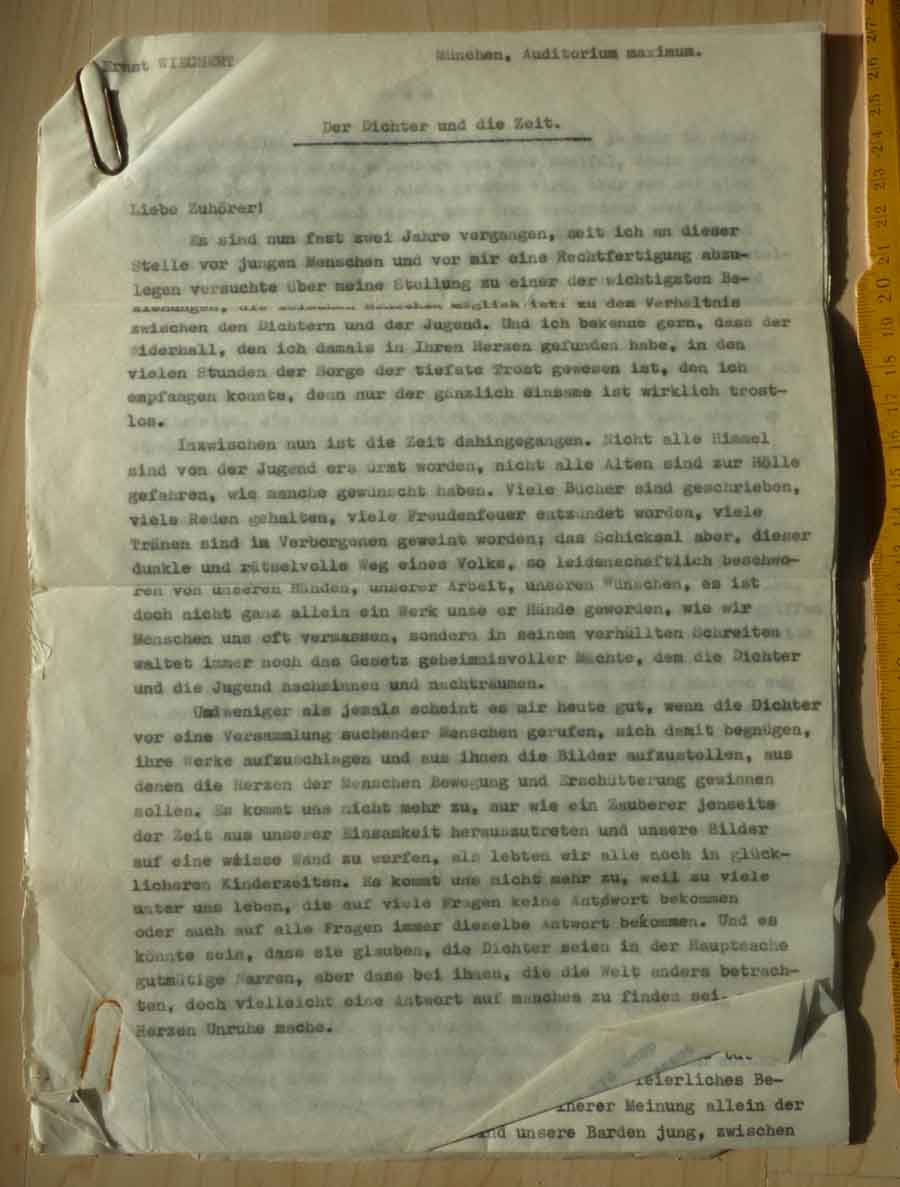 Ernst WIECHERT
München, Auditorium maximum.
Der Dichter und die Zeit.
Liebe Zuhörer!
Es sind nun fast zwei Jahre vergangen, seit ich an dieser
Stelle vor jungen Menschen und vor mir eine Rechtfertigung abzu-
legen versuchte über meine Stellung zu einer der wichtigsten Be-
ziehungen, die zwischen Menschen möglich ist: zu dem Verhältnis
zwischen den Dichtern und der Jugend. Und ich bekenne gern, dass der
iderhall, den ich damals in Ihren Herzen gefunden habe, in den
vielen Stunden der Sorge der tiefste Trost gewesen ist, den ich
empfangen konnte, denn nur der gänzlich einsame ist wirklich trost-
los.
Inzwischen nun ist die Zeit dahingegangen. Nicht alle Himmel
sind von der Jugend ers ürmt worden, nicht alle Alten sind zur Hölle
gefahren, wie manche gewünscht haben. Viele Bücher sind geschrieben,
viele Reden gehalten, viele Freudenfeuer entzündet worden, viele
Tränen sind im Verborgenen geweint worden; das Schicksal aber, dieser
dunkle und rätselvolle Weg eines Volks, so leidenschaftlich beschwo-
ren von unseren Händen, unserer Arbeit, unseren Wünschen, es ist
doch nicht ganz allein ein Werk unse er Hände geworden, wie wir
Menschen uns oft vermassen, sondern in seinem verhüllten Schreiten
waltet immer noch das Gesetz geheimnisvoller Mächte, dem die Dichter
und die Jugend nachsinnen und nachträumen.
Und weniger als jemals scheint es mir heute gut, wenn die Dichter
vor eine Versammlung suchender Menschen gerufen, sich damit begnügen,
ihre Werke aufzuschlagen und aus ihnen die Bilder aufzustellen, aus
denen die Herzen der Menschen Bewegung und Erschütterung gewinnen
sollen. Es kommt uns nicht mehr zu, nur wie ein Zauberer jenseits
der Zeit aus unserer Einsamkeit herauszutreten und unsere Bilder
auf eine weisse Wand zu werfen, als lebten wir alle noch in glück-
licheren Kinderzeiten. Es kommt uns nicht mehr zu, weil zu viele
unter uns leben, die auf viele Fragen keine Antwort bekommen
oder auch auf alle Fragen immer dieselbe Antwort bekommen. Und es
könnte sein, dass sie glauben, die Dichter seien in der Hauptsache
gutmütige Narren, aber dass bei ihnen, die die Welt anders betrach-
ten, doch vielleicht eine Antwort auf manches zu finden sei,
Herzen Unruhe mache.
feierliches Be-
nerer Meinung allein der
und unsere Barden jung, zwischen